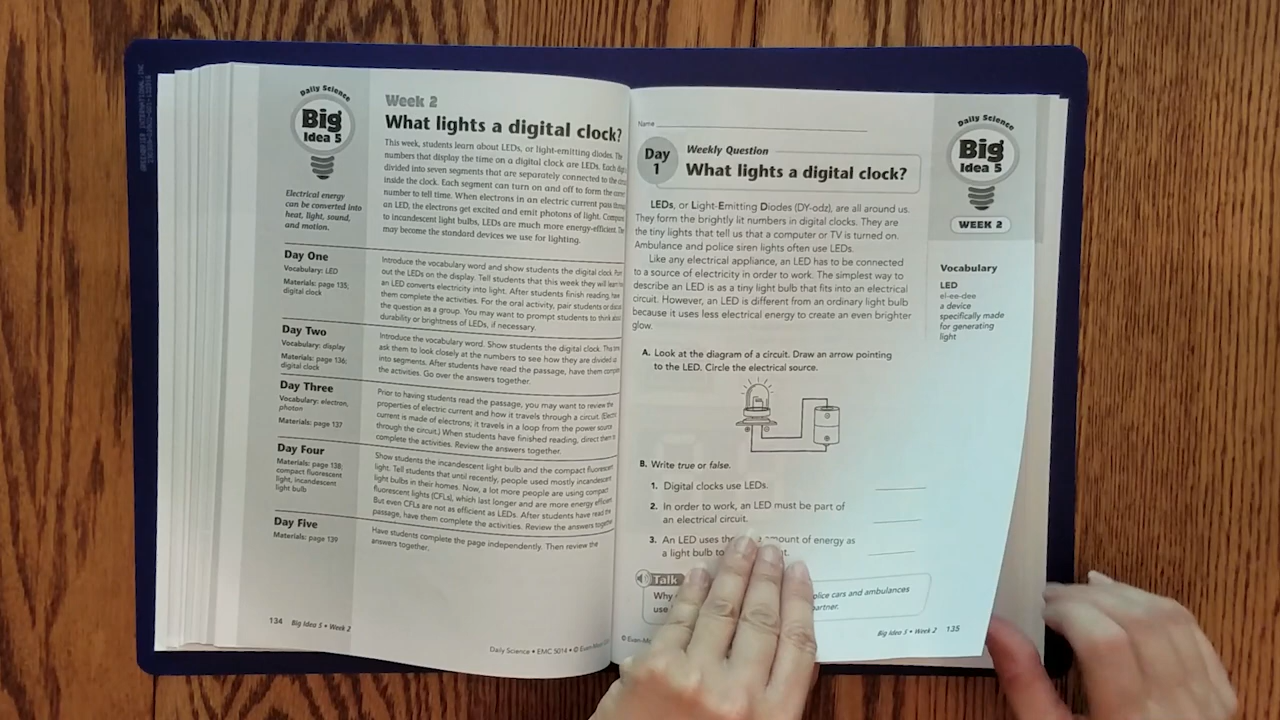 Daily Science
Big
Idea 5
Electrical energy
can be converted into
heat, light, sound,
and motion.
Week 2
What lights a digital clock?
This week, students learn about LEDs, or light-emitting diodes. The
numbers that display the time on a digital clock are LEDs. Each
divided into seven segments that are separately connected to the
inside the clock. Each segment can turn on and off to form the
number to tell time. When electrons in an electric current pass
an LED, the electrons get excited and emit photons of light.
to incandescent light bulbs, LEDs are much more energy-efficient.
may become the standard devices we use for lighting.
Day One
Vocabulary: LED
Materials: page 135;
digital clock
Introduce the vocabulary word and show students the digital clock.
out the LEDs on the display. Tell students that this week they will learn
an LED converts electricity into light. After students finish reading,
them complete the activities. For the oral activity, pair students or
the question as a group. You may want to prompt students to think
durability or brightness of LEDs, if necessary.
Day Two
Vocabulary: display
Materials: page 136;
digital clock
Introduce the vocabulary word. Show students the digital clock.
ask them to look closely at the numbers to see how they are divided
into segments. After students have read the passage, have them
the activities. Go over the answers together.
Day Three
Vocabulary: electron,
photon
Materials: page 137
Prior to having students read the passage, you may want to review the
properties of electric current and how it travels through a circuit.
current is made of electrons; it travels in a loop from the power source
through the circuit.) When students have finished reading, direct them
complete the activities. Review the answers together.
Day Four
Materials: page 138;
compact fluorescent
light, incandescent
light bulb
Show students the incandescent light bulb and the compact fluorescent
light. Tell students that until recently, people used mostly incandescent
light bulbs in their homes. Now, a lot more people are using compact
fluorescent lights (CFLs), which last longer and are more energy
But even CFLs are not as efficient as LEDs. After students have read the
passage, have them complete the activities. Review the answers together.
Day Five
Materials: page 139
Have students complete the page independently. Then review the
answers together.
134 Big Idea 5 • Week 2
Daily Science • EMC 5014 • ©
Name
Day
1
Weekly Question
What lights a digital clock?
LEDs, or Light-Emitting Diodes (DY-odz), are all around us.
They form the brightly lit numbers in digital clocks. They are
the tiny lights that tell us that a computer or TV is turned on.
Ambulance and police siren lights often use LEDs.
Like any electrical appliance, an LED has to be connected
to a source of electricity in order to work. The simplest way to
describe an LED is as a tiny light bulb that fits into an electrical
circuit. However, an LED is different from an ordinary light bulb
because it uses less electrical energy to create an even brighter
glow.
A. Look at the diagram of a circuit. Draw an arrow pointing
to the LED. Circle the electrical source.
B. Write true or false.
1. Digital clocks use LEDs.
2. In order to work, an LED must be part of
an electrical circuit.
3. An LED uses amount of energy as
a light bulb to
Talk
Why olice cars and ambulances
use artner.
Big Idea 5 • Week 2 135
Daily Science
Big
Idea 5
WEEK 2
Vocabulary
LED
el-ee-dee
a device
specifically made
for generating
light